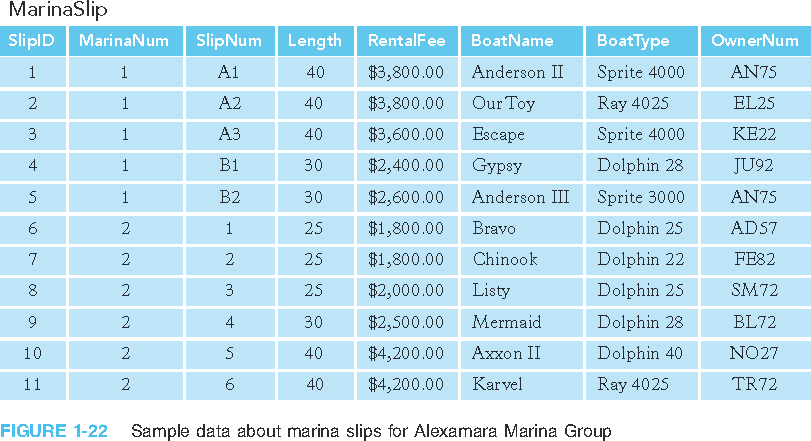 MarinaSlip
SlipID MarinaNum SlipNum Length RentalFee BoatName BoatType OwnerNum
1 1 A1 40 $3,800.00 Anderson II Sprite 4000 AN75
2 1 A2 40 $3,800.00 Our Toy Ray 4025 EL25
3 1 A3 40 $3,600.00 Escape Sprite 4000 KE22
4 1 B1 30 $2,400.00 Gypsy Dolphin 28 JU92
5 1 B2 30 $2,600.00 Anderson III Sprite 3000 AN75
6 2 1 25 $1,800.00 Bravo Dolphin 25 AD57
7 2 2 25 $1,800.00 Chinook Dolphin 22 FE82
8 2 3 25 $2,000.00 Listy Dolphin 25 SM72
9 2 4 30 $2,500.00 Mermaid Dolphin 28 BL72
10 2 5 40 $4,200.00 Axxon II Dolphin 40 NO27
11 2 6 40 $4,200.00 Karvel Ray 4025 TR72
FIGURE 1-22 Sample data about marina slips for Alexamara Marina Group